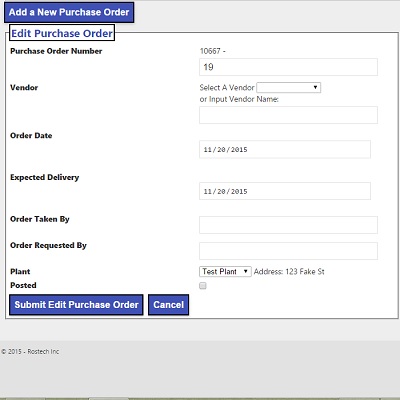 Add a New Purchase Order
Edit Purchase Order
Purchase Order Number 10667 -
19
Vendor Select A Vendor
or Input Vendor Name:
Order Date
11/20/2015
Expected Delivery
11/20/2015
Order Taken By
Order Requested By
Plant Test Plant Address: 123 Fake St
Posted
Submit Edit Purchase Order Cancel
© 2015 - Rostech Inc